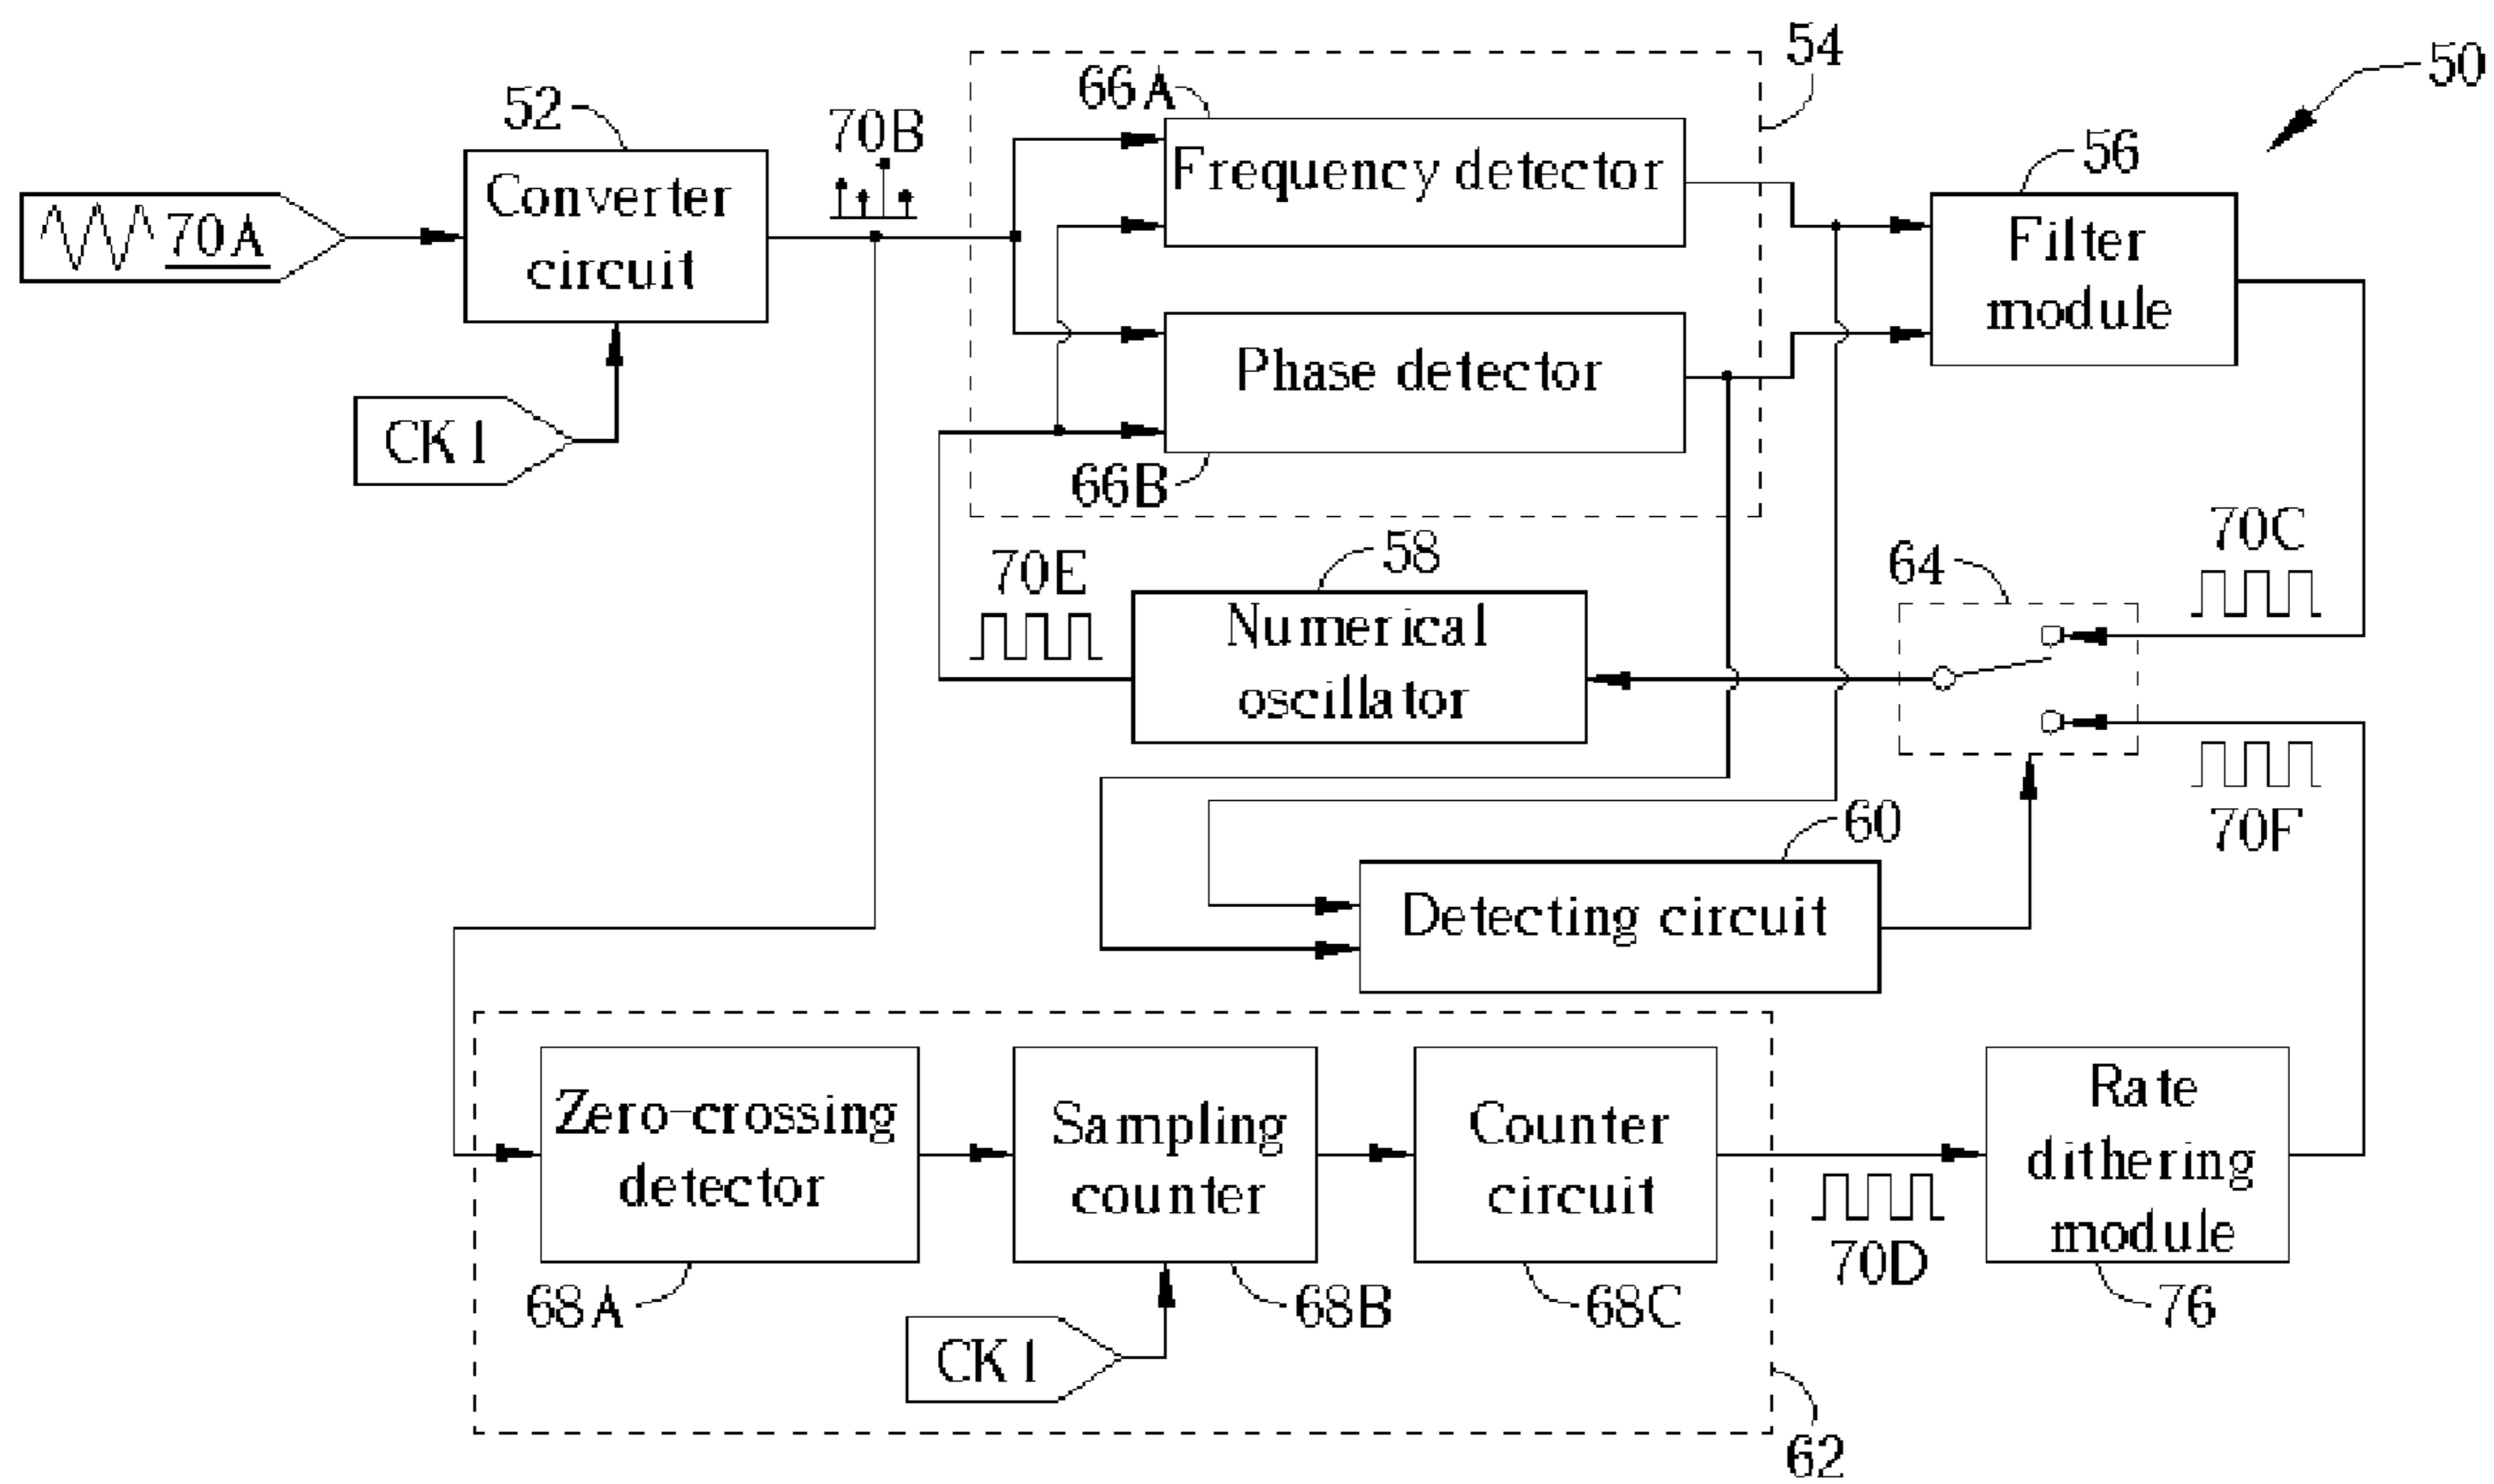 54
50
66A
52
70B
56
Frequency detector
Converter
circuit
70A
Filter
module
Phase detector
CK1
66B
70C
58
64
70E
Numerical
oscillator
60
70F
Detecting circuit
Zero-crossing
detector
Sampling
counter
Counter
circuit
Rate
dithering
module
70D
68A
68B
68C
76
CK1
62